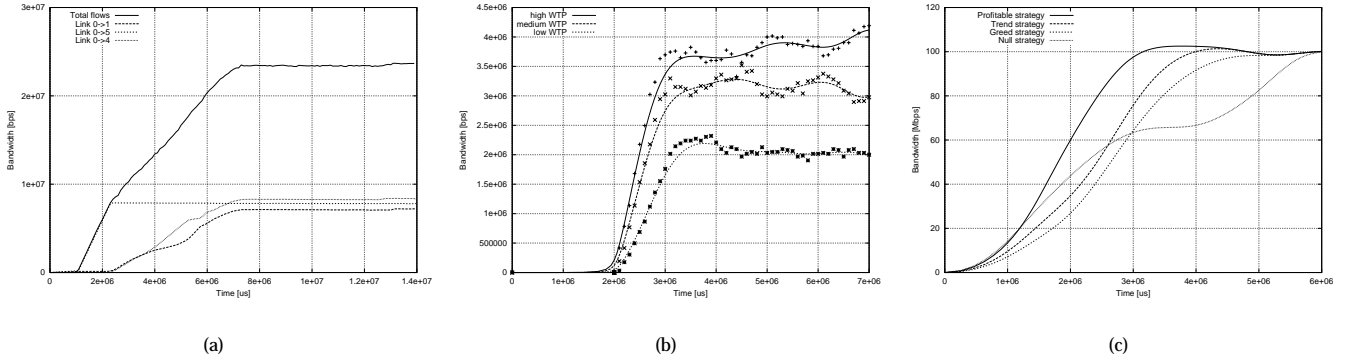 3e+07
2e+07
1e+07
0
0
2e+06
4e+06
6e+06
8e+06
1e+07
1.2e+07
1.4e+07
Bandwidth [bps]
Time [us]
Total flows
Link 0->1
Link 0->5
Link 0->4
(a)
4.5e+06
4e+06
3.5e+06
3e+06
2.5e+06
2e+06
1.5e+06
1e+06
500000
0
0
1e+06
2e+06
3e+06
4e+06
5e+06
6e+06
7e+06
Bandwidth [bps]
Time [us]
high WTP
medium WTP
low WTP
(b)
120
100
80
60
40
20
0
0
1e+06
2e+06
3e+06
4e+06
5e+06
6e+06
Bandwidth [Mbps]
Time [us]
Profitable strategy
Trend strategy
Greed strategy
Null strategy
(c)